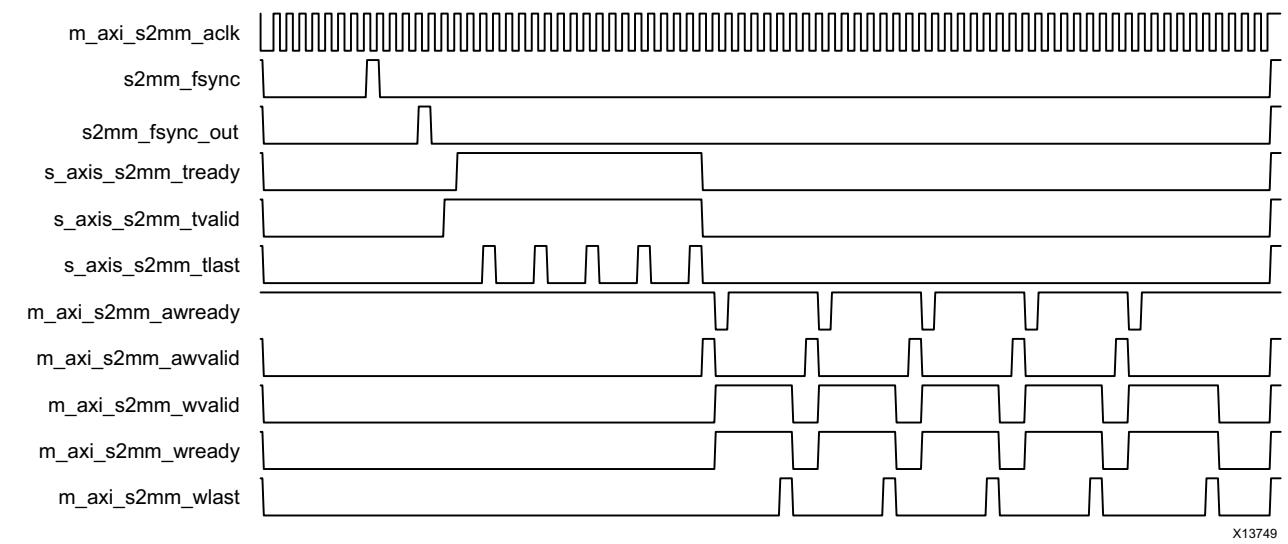 m_axi_s2mm_aclk
s2mm_fsync
s2mm_fsync_out
s_axis_s2mm_tready
s_axis_s2mm_tvalid
s_axis_s2mm_tlast
m_axi_s2mm_awready
m_axi_s2mm_awvalid
m_axi_s2mm_wvalid
m_axi_s2mm_wready
m_axi_s2mm_wlast
X13749